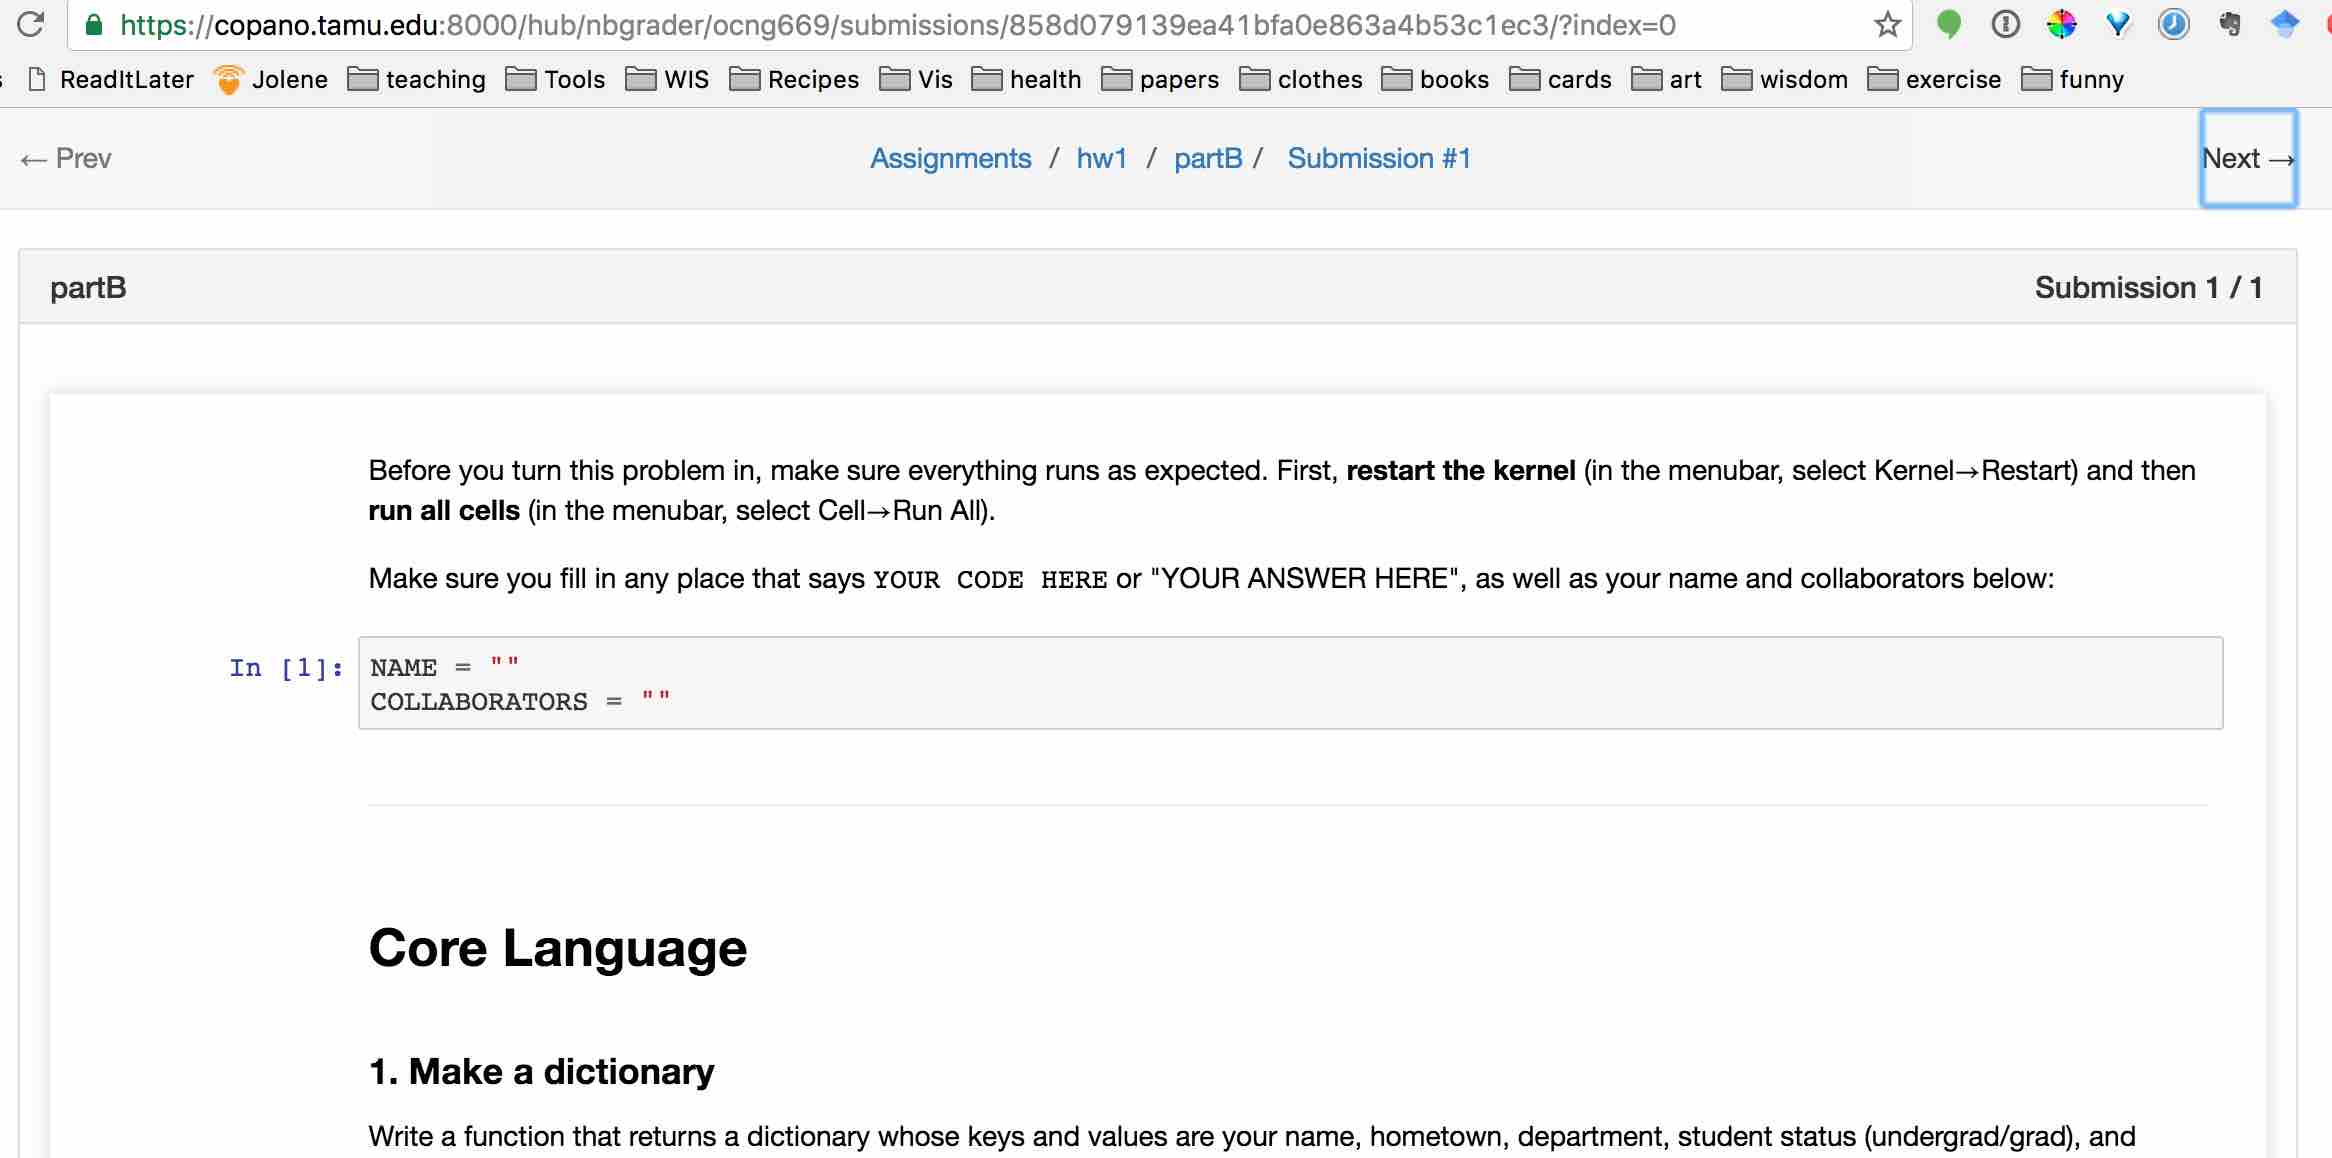 https://copano.tamu.edu:8000/hub/nbgrader/ocng669/submissions/858d079139ea41bfa0e863a4b53c1ec3/?index=0
ReadItLater Jolene teaching Tools WIS Recipes Vis health papers clothes books cards art wisdom exercise funny
← Prev Assignments / hw1 / partB / Submission #1 Next →
partB Submission 1 / 1
Before you turn this problem in, make sure everything runs as expected. First, restart the kernel (in the menubar, select Kernel→Restart) and then
run all cells (in the menubar, select Cell→Run All).
Make sure you fill in any place that says YOUR CODE HERE or "YOUR ANSWER HERE", as well as your name and collaborators below:
In [1]: NAME = ""
COLLABORATORS = ""
Core Language
1. Make a dictionary
Write a function that returns a dictionary whose keys and values are your name, hometown, department, student status (undergrad/grad), and